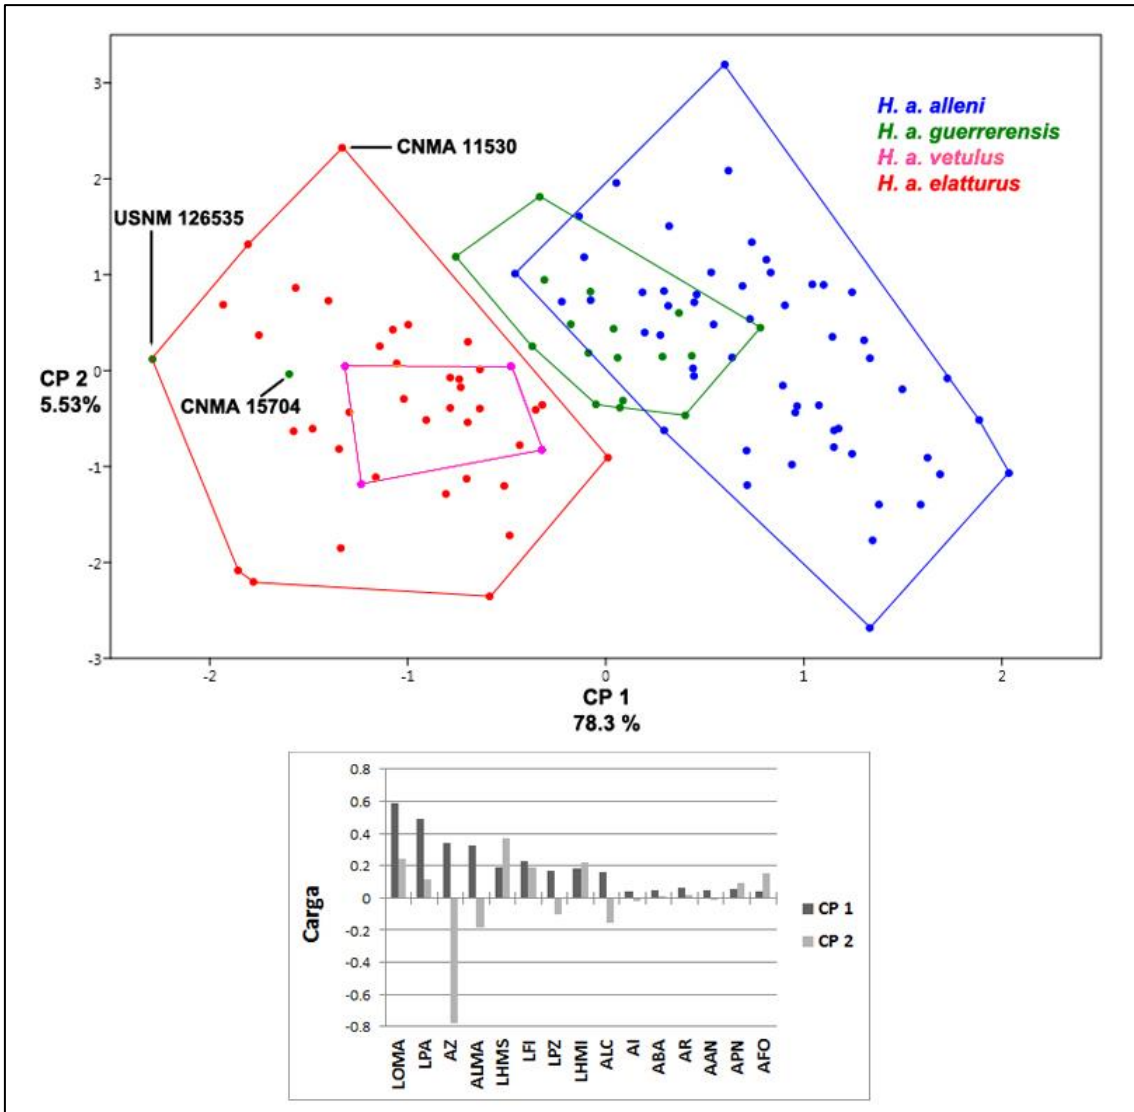 3
2
1
0
-1
-2
-3
CP 2
5.53%
CNMA 11530
USNM 126535
CNMA 15704
H. a. alleni
H. a. guerrerensis
H. a. vetulus
H. a. elatturus
-2
-1
0
1
2
CP 1
78.3 %
0.8
0.6
0.4
0.2
0
-0.2
-0.4
-0.6
-0.8
Carga
LOMA
LPA
AZ
ALMA
LHMS
LFI
LPZ
LHMI
ALC
AI
ABA
AR
AAN
APN
AFO
CP 1
CP 2